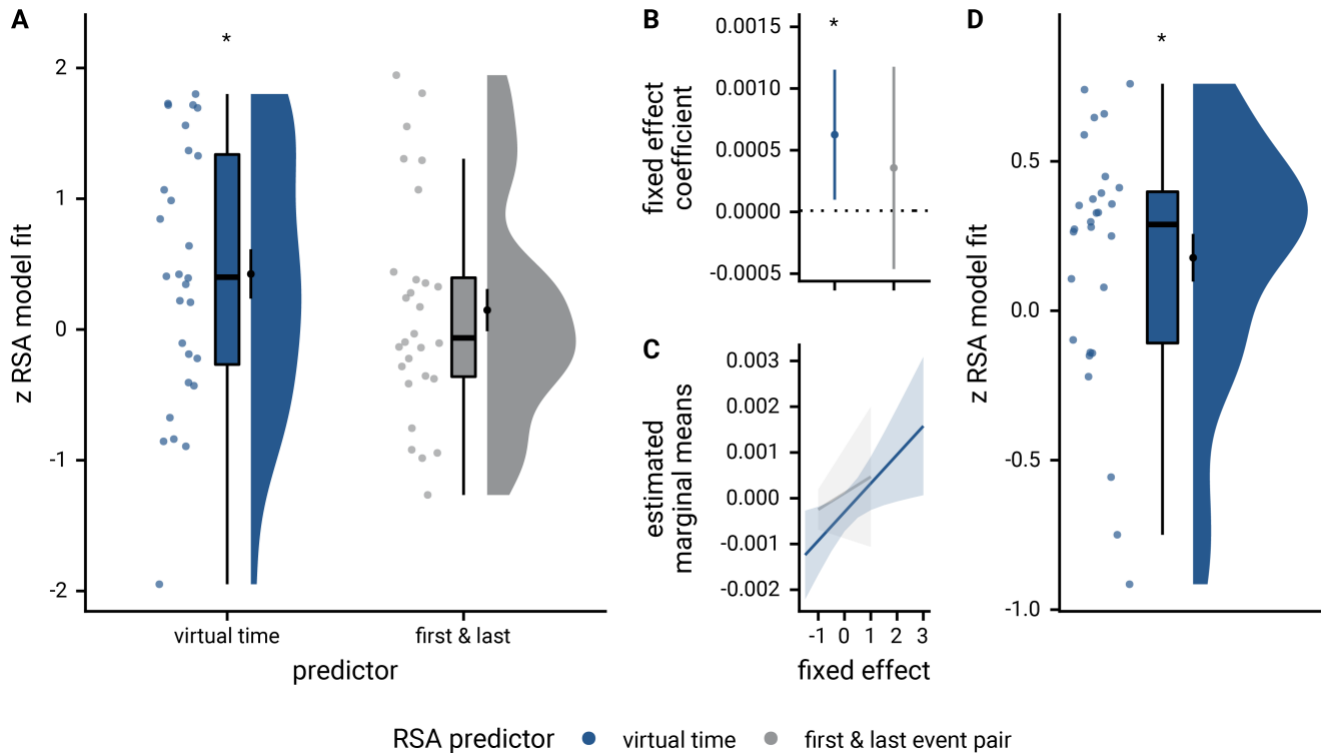 A
*
2
1
0
-1
-2
z RSA model fit
virtual time
first & last
predictor
B
*
0.0015
0.0010
0.0005
0.0000
-0.0005
fixed effect
coefficient
C
0.003
0.002
0.001
0.000
-0.001
-0.002
estimated
marginal means
-1 0 1 2 3
fixed effect
D
*
0.5
0.0
-0.5
-1.0
z RSA model fit
RSA predictor virtual time first & last event pair